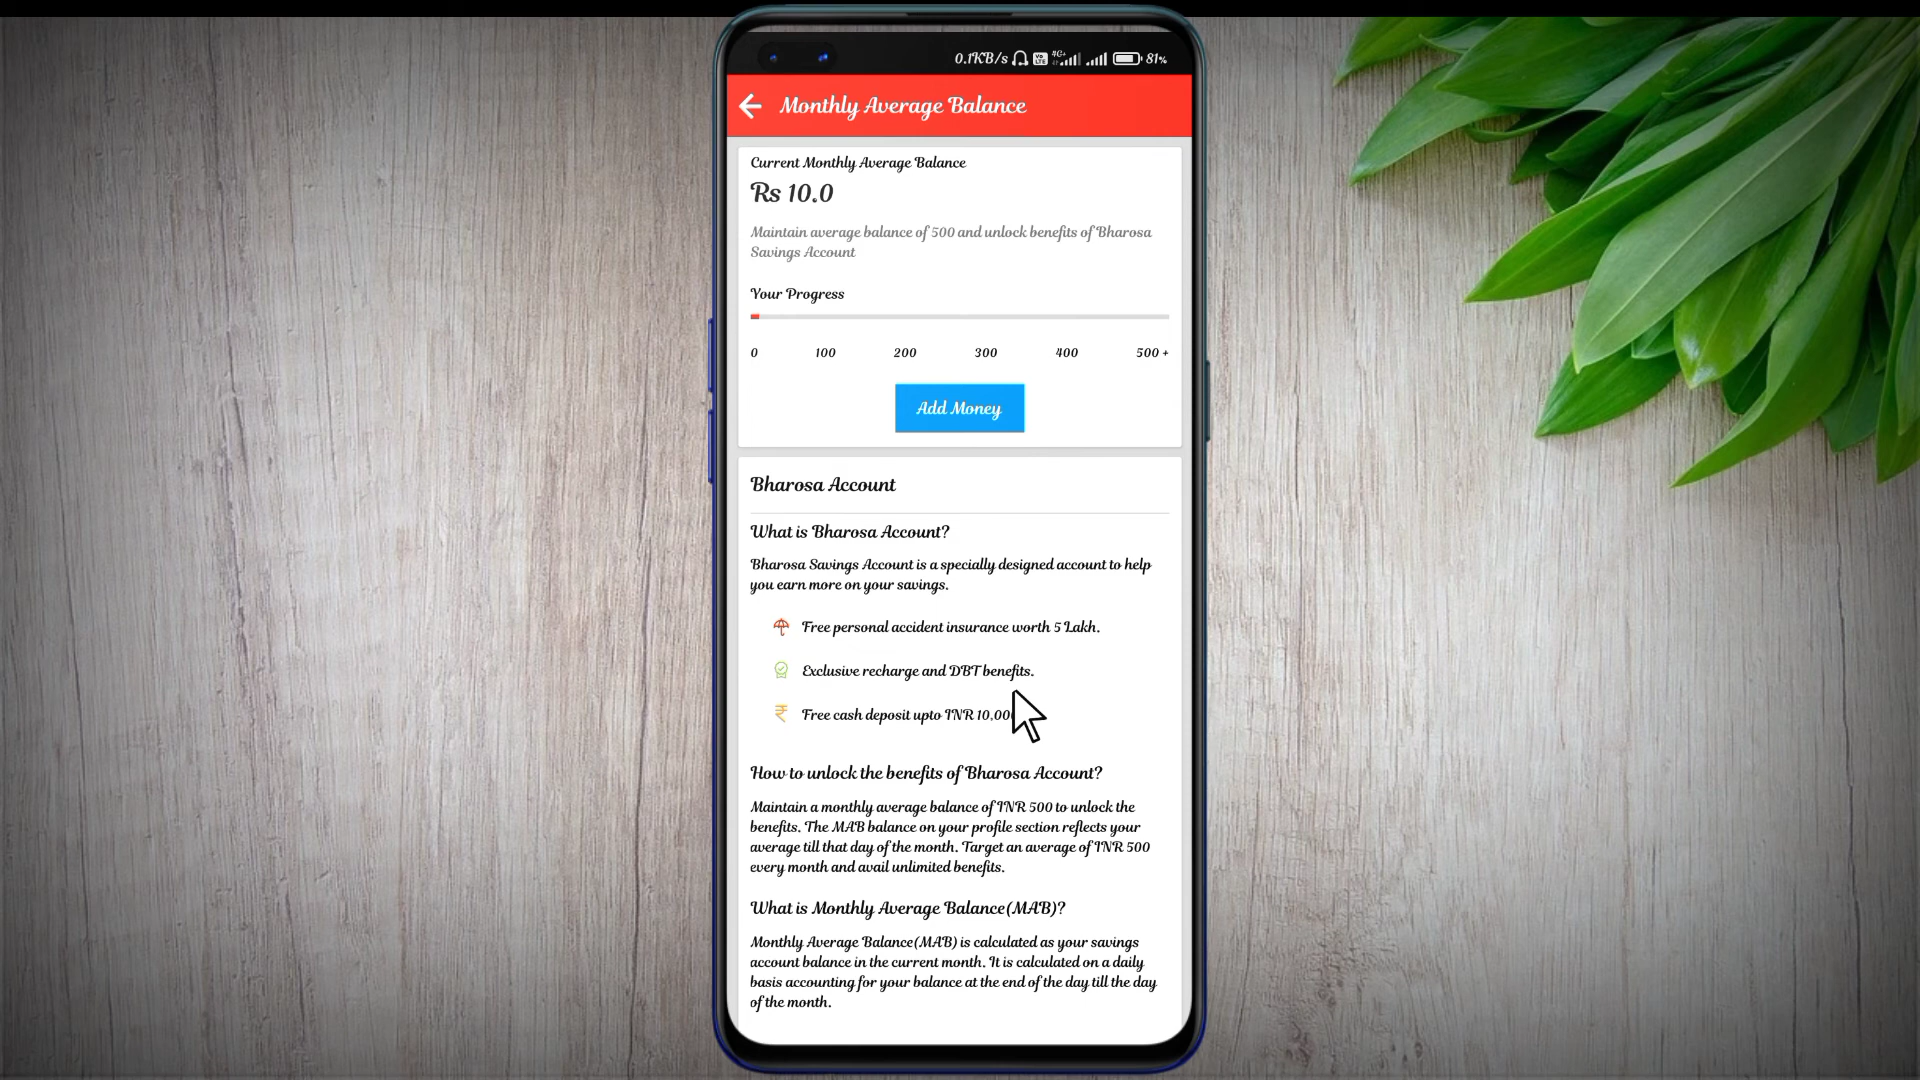 0.1KB/s 4G+ 81%
Monthly Average Balance
Current Monthly Average Balance
Rs 10.0
Maintain average balance of 500 and unlock benefits of Bharosa
Savings Account
Your Progress
0 100 200 300 400 500 +
Add Money
Bharosa Account
What is Bharosa Account?
Bharosa Savings Account is a specially designed account to help
you earn more on your savings.
Free personal accident insurance worth 5 Lakh.
Exclusive recharge and DBT benefits.
Free cash deposit upto INR
How to unlock the benefits of Bharosa Account?
Maintain a monthly average balance of INR 500 to unlock the
benefits. The MAB balance on your profile section reflects your
average till that day of the month. Target an average of INR 500
every month and avail unlimited benefits.
What is Monthly Average Balance(MAB)?
Monthly Average Balance(MAB) is calculated as your savings
account balance in the current month. It is calculated on a daily
basis accounting for your balance at the end of the day till the day
of the month.